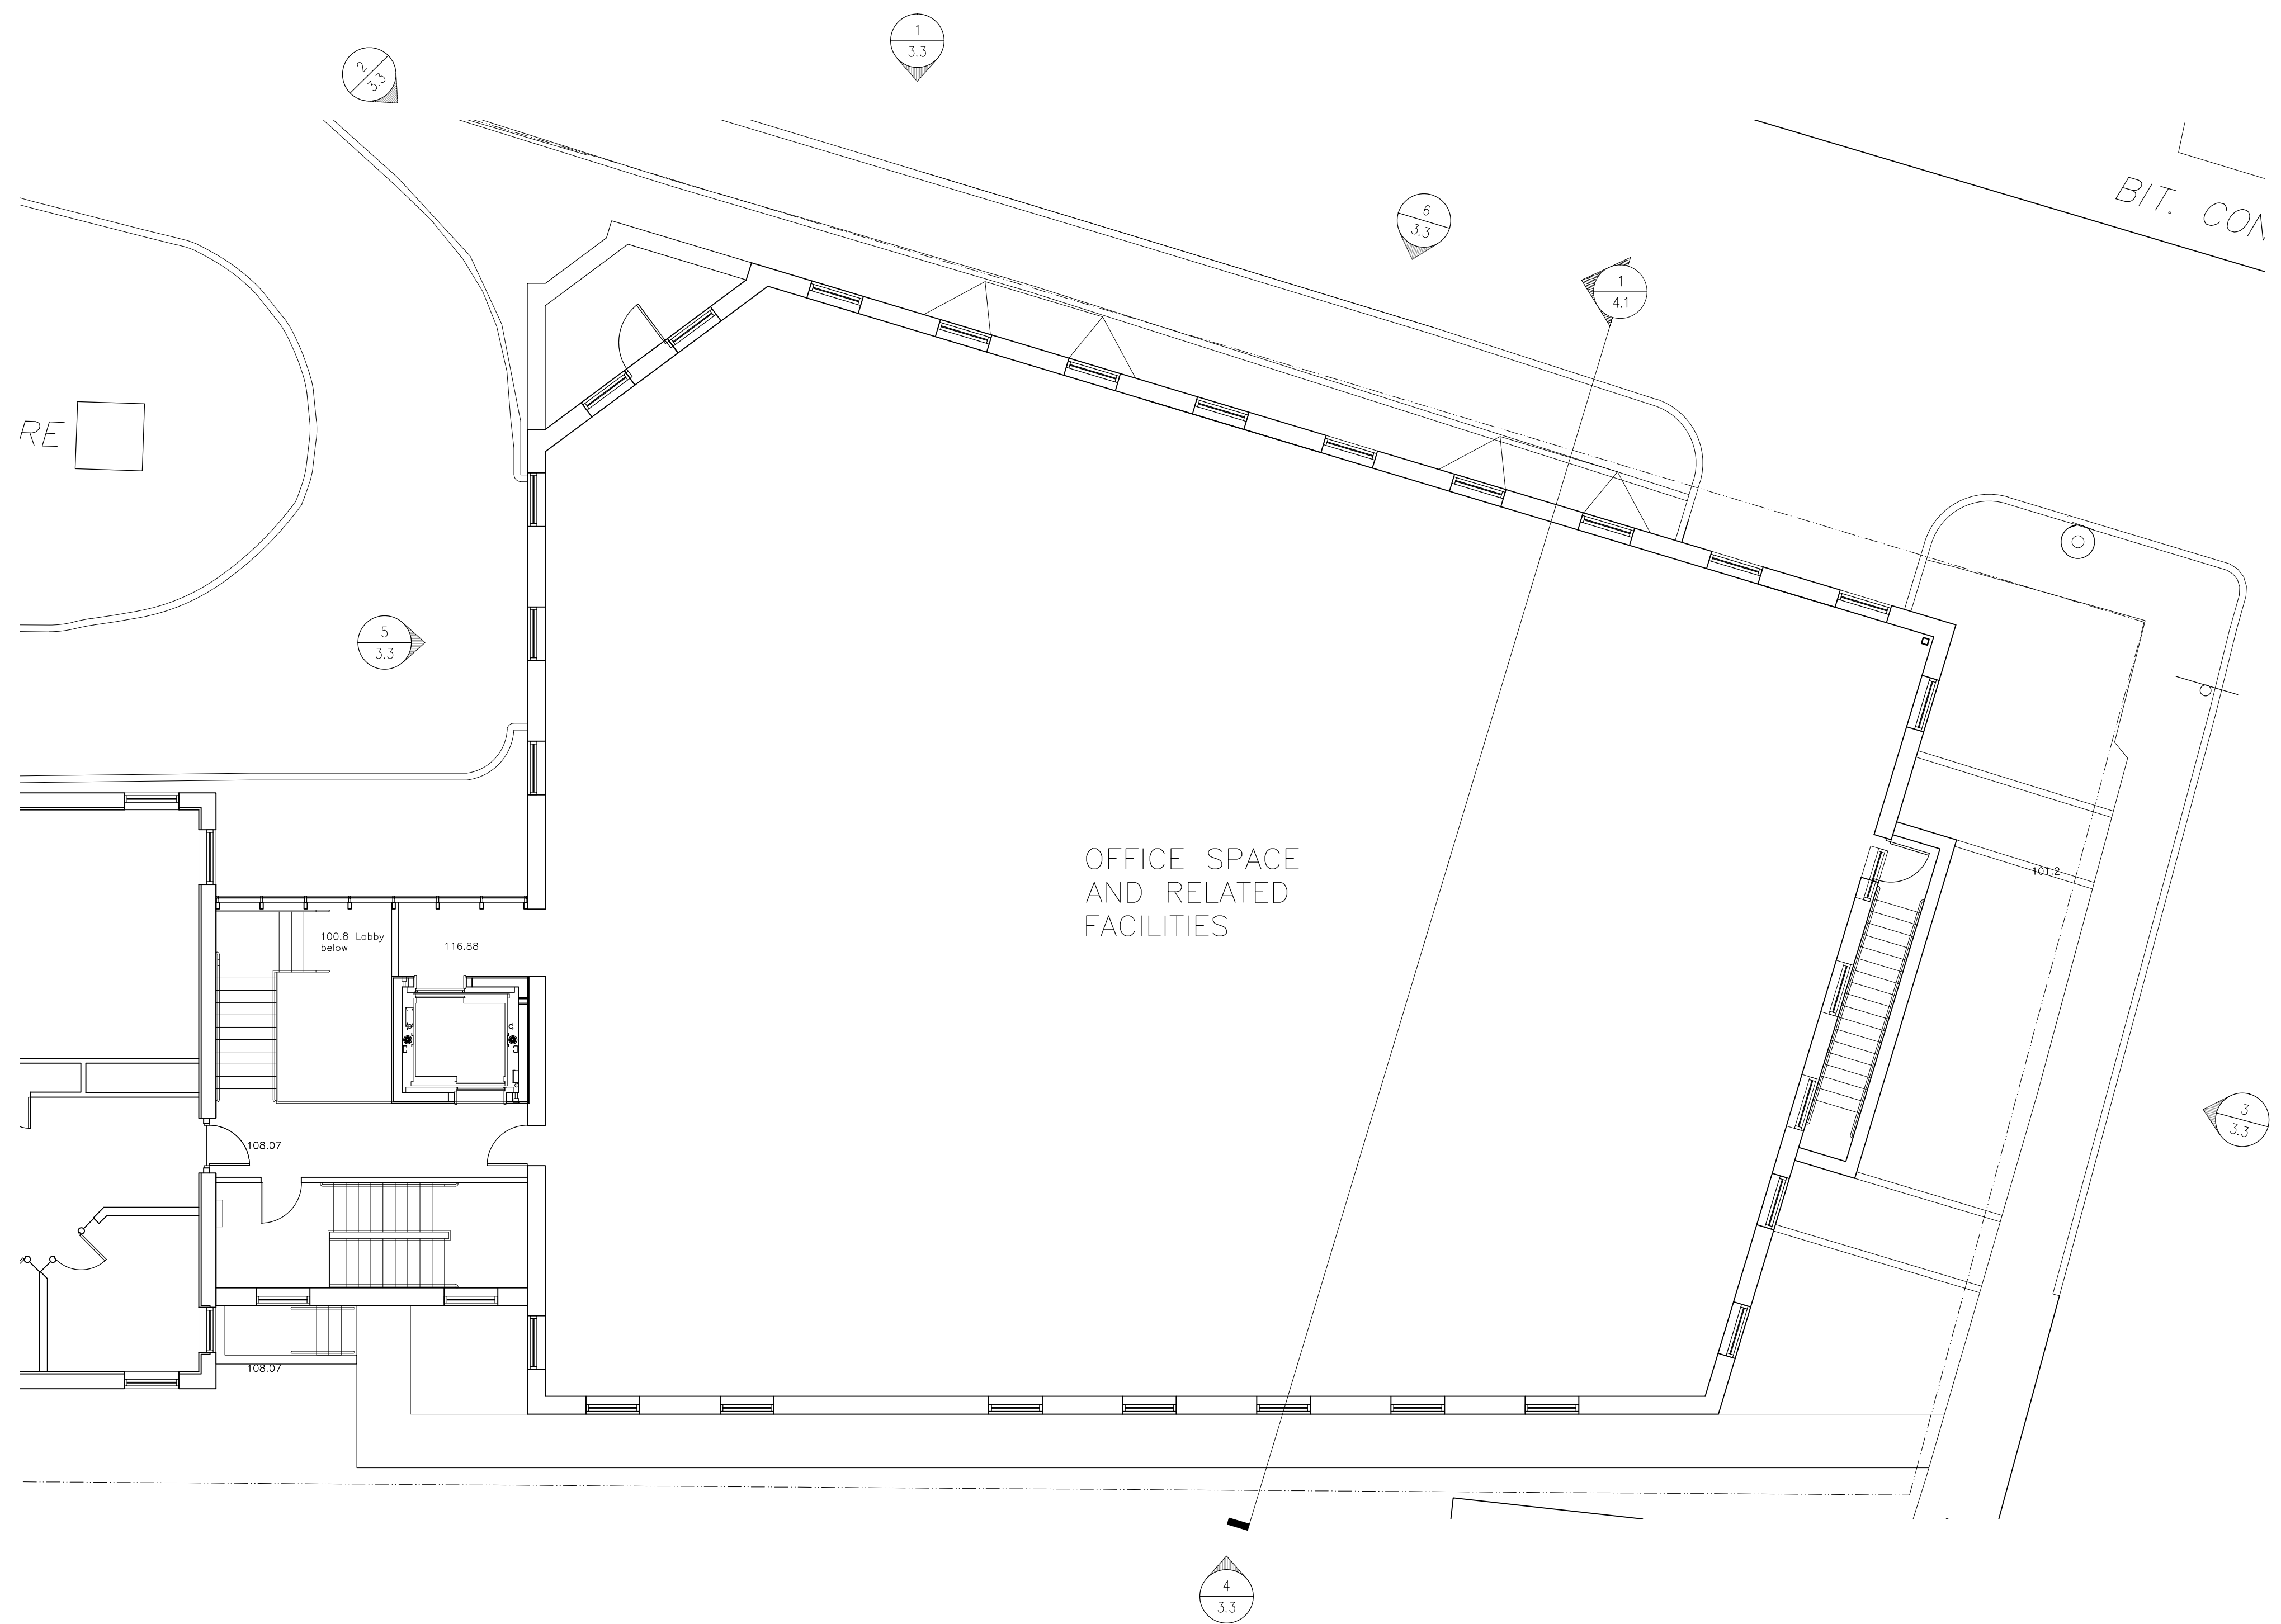 1
3.3
2
3.3
BIT. CON
6
3.3
1
4.1
RE
5
3.3
OFFICE SPACE
AND RELATED
FACILITIES
101.2
100.8 Lobby
below
116.88
3
3.3
108.07
108.07
4
3.3